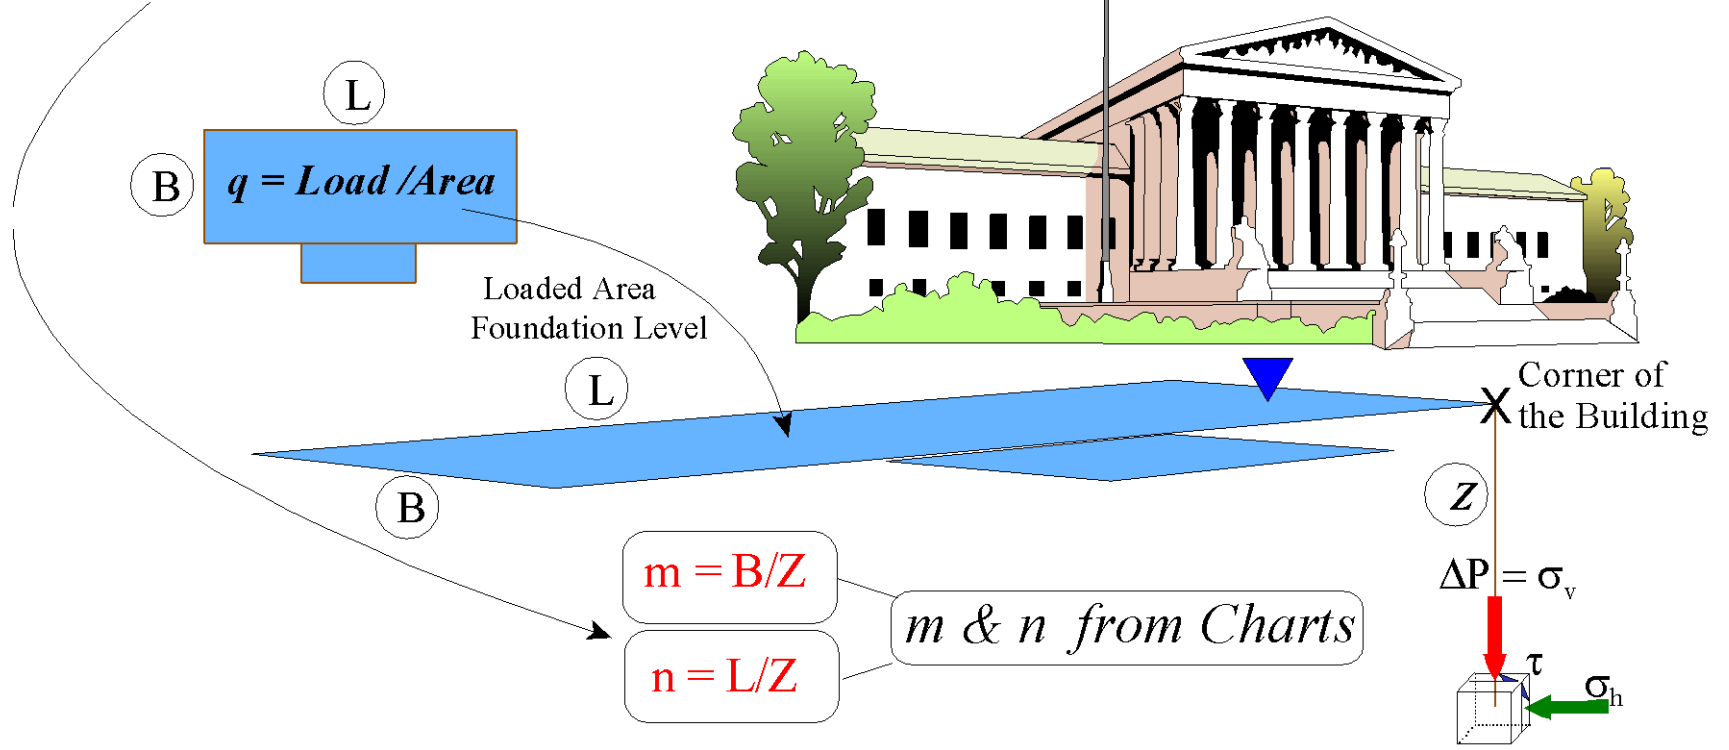 L
B
q = Load /Area
Loaded Area
Foundation Level
L
B
Corner of
the Building
Z
ΔP = σv
τ
σh
m = B/Z
n = L/Z
m & n from Charts